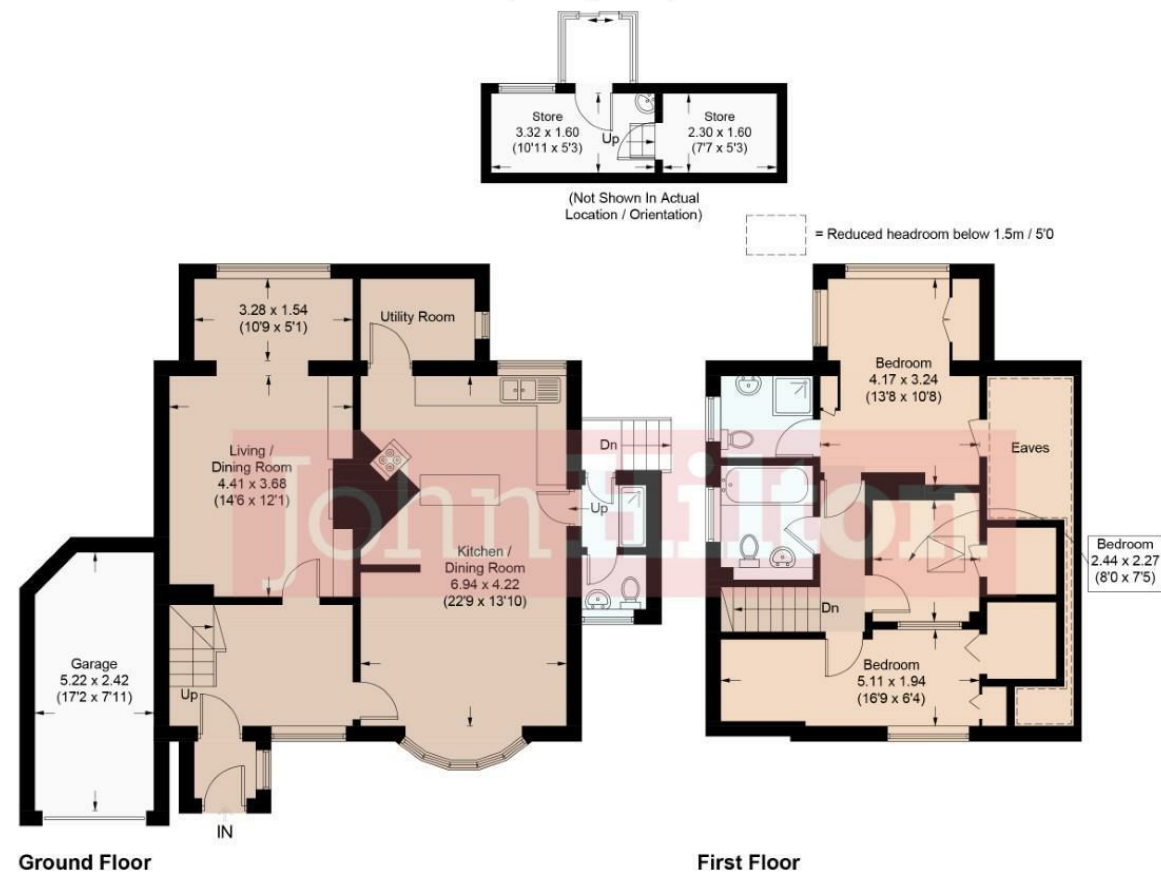 Store
3.32 x 1.60
(10'11 x 5'3)
Up
Store
2.30 x 1.60
(7'7 x 5'3)
(Not Shown In Actual
Location / Orientation)
= Reduced headroom below 1.5m / 5'0
3.28 x 1.54
(10'9 x 5'1)
Utility Room
Living /
Dining Room
4.41 x 3.68
(14'6 x 12'1)
Kitchen /
Dining Room
6.94 x 4.22
(22'9 x 13'10)
Dn
Up
Garage
5.22 x 2.42
(17'2 x 7'11)
Up
IN
Ground Floor
Bedroom
4.17 x 3.24
(13'8 x 10'8)
Eaves
Bedroom
2.44 x 2.27
(8'0 x 7'5)
Dn
Bedroom
5.11 x 1.94
(16'9 x 6'4)
First Floor
John Hilton